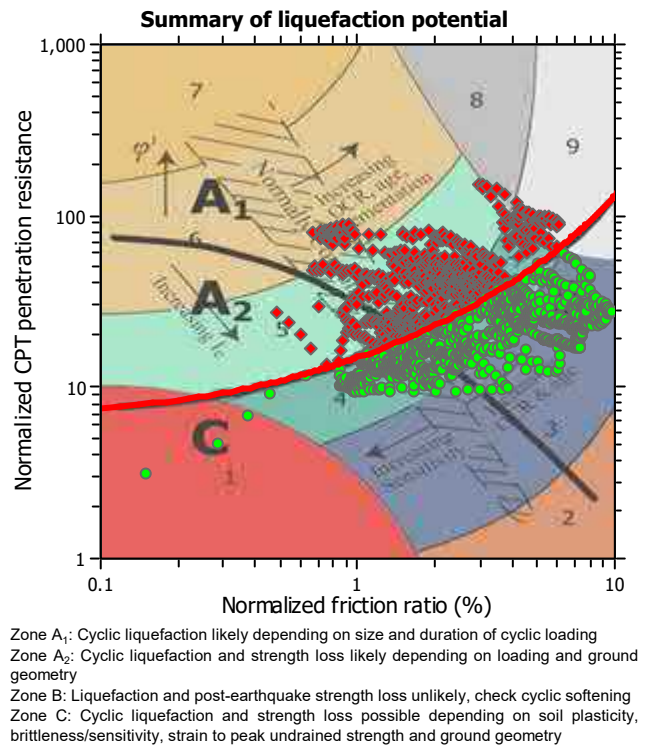 Summary of liquefaction potential
1,000
100
10
1
Normalized CPT penetration resistance
7
8
9
φ'
Increasing
OCR, age,
A₁
6
A₂
Increasing
5
4
C
1
3
Increasing
Sensitivity
2
0.1
1
10
Normalized friction ratio (%)
Zone A₁: Cyclic liquefaction likely depending on size and duration of cyclic loading
Zone A₂: Cyclic liquefaction and strength loss likely depending on loading and ground
geometry
Zone B: Liquefaction and post-earthquake strength loss unlikely, check cyclic softening
Zone C: Cyclic liquefaction and strength loss possible depending on soil plasticity,
brittleness/sensitivity, strain to peak undrained strength and ground geometry